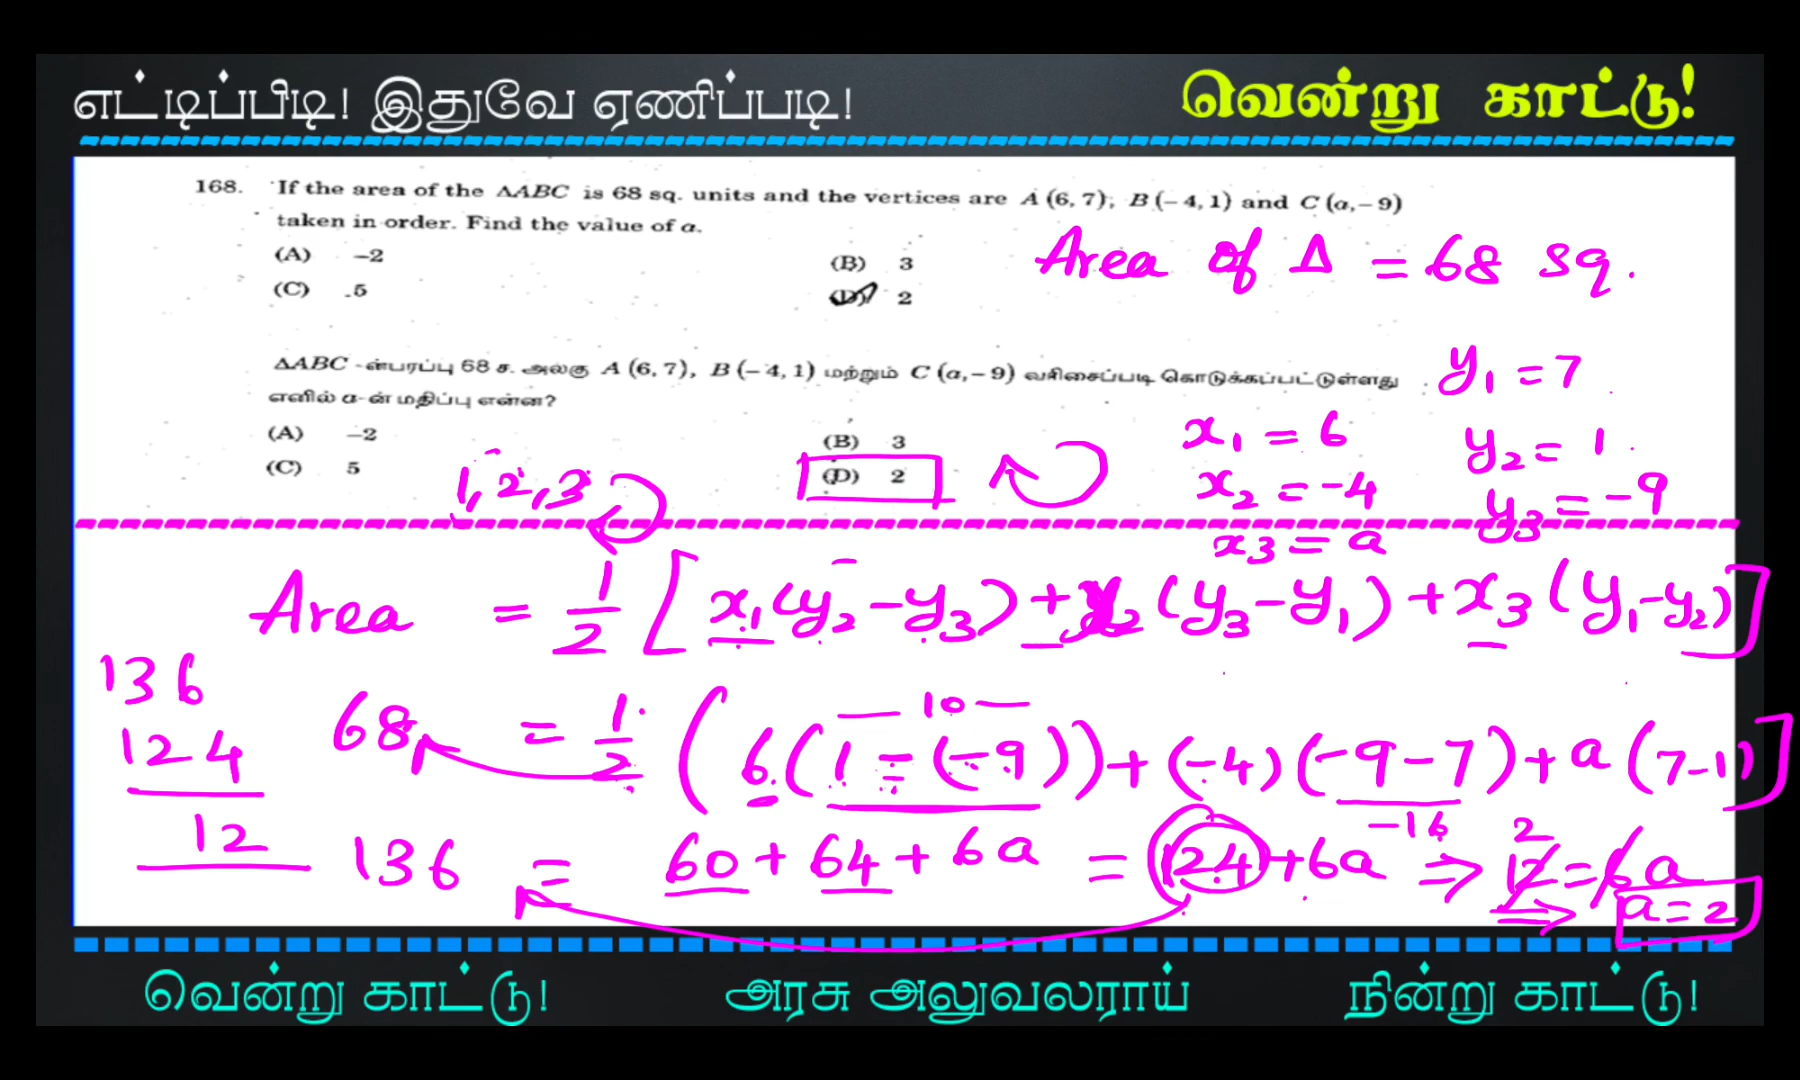 எட்டிப்பிடி! இதுவே ஏணிப்படி!
வென்று காட்டு!
168. If the area of the ΔABC is 68 sq. units and the vertices are A (6, 7), B (– 4, 1) and C (a, – 9)
taken in order. Find the value of a.
(A) –2
(B) 3
(C) 5
(D) 2
Area of Δ = 68 sq.
ΔABC -ன்பரப்பு 68 ச. அலகு A (6, 7), B (– 4, 1) மற்றும் C (a, – 9) வரிசைப்படி கொடுக்கப்பட்டுள்ளது
எனில் a-ன் மதிப்பு என்ன?
(A) –2
(B) 3
(C) 5
(D) 2
1, 2, 3
x1 = 6
x2 = -4
x3 = a
y1 = 7
y2 = 1
y3 = -9
Area = 1/2 [x1(y2 - y3) + x2(y3 - y1) + x3(y1 - y2)]
10
68 = 1/2 (6(1 - (-9)) + (-4)(-9-7) + a(7-1)]
-16
136
124
12
136 = 60 + 64 + 6a = 124 + 6a ⇒ 12 = 6a
2
a = 2
வென்று காட்டு!
அரசு அலுவலராய்
நின்று காட்டு!